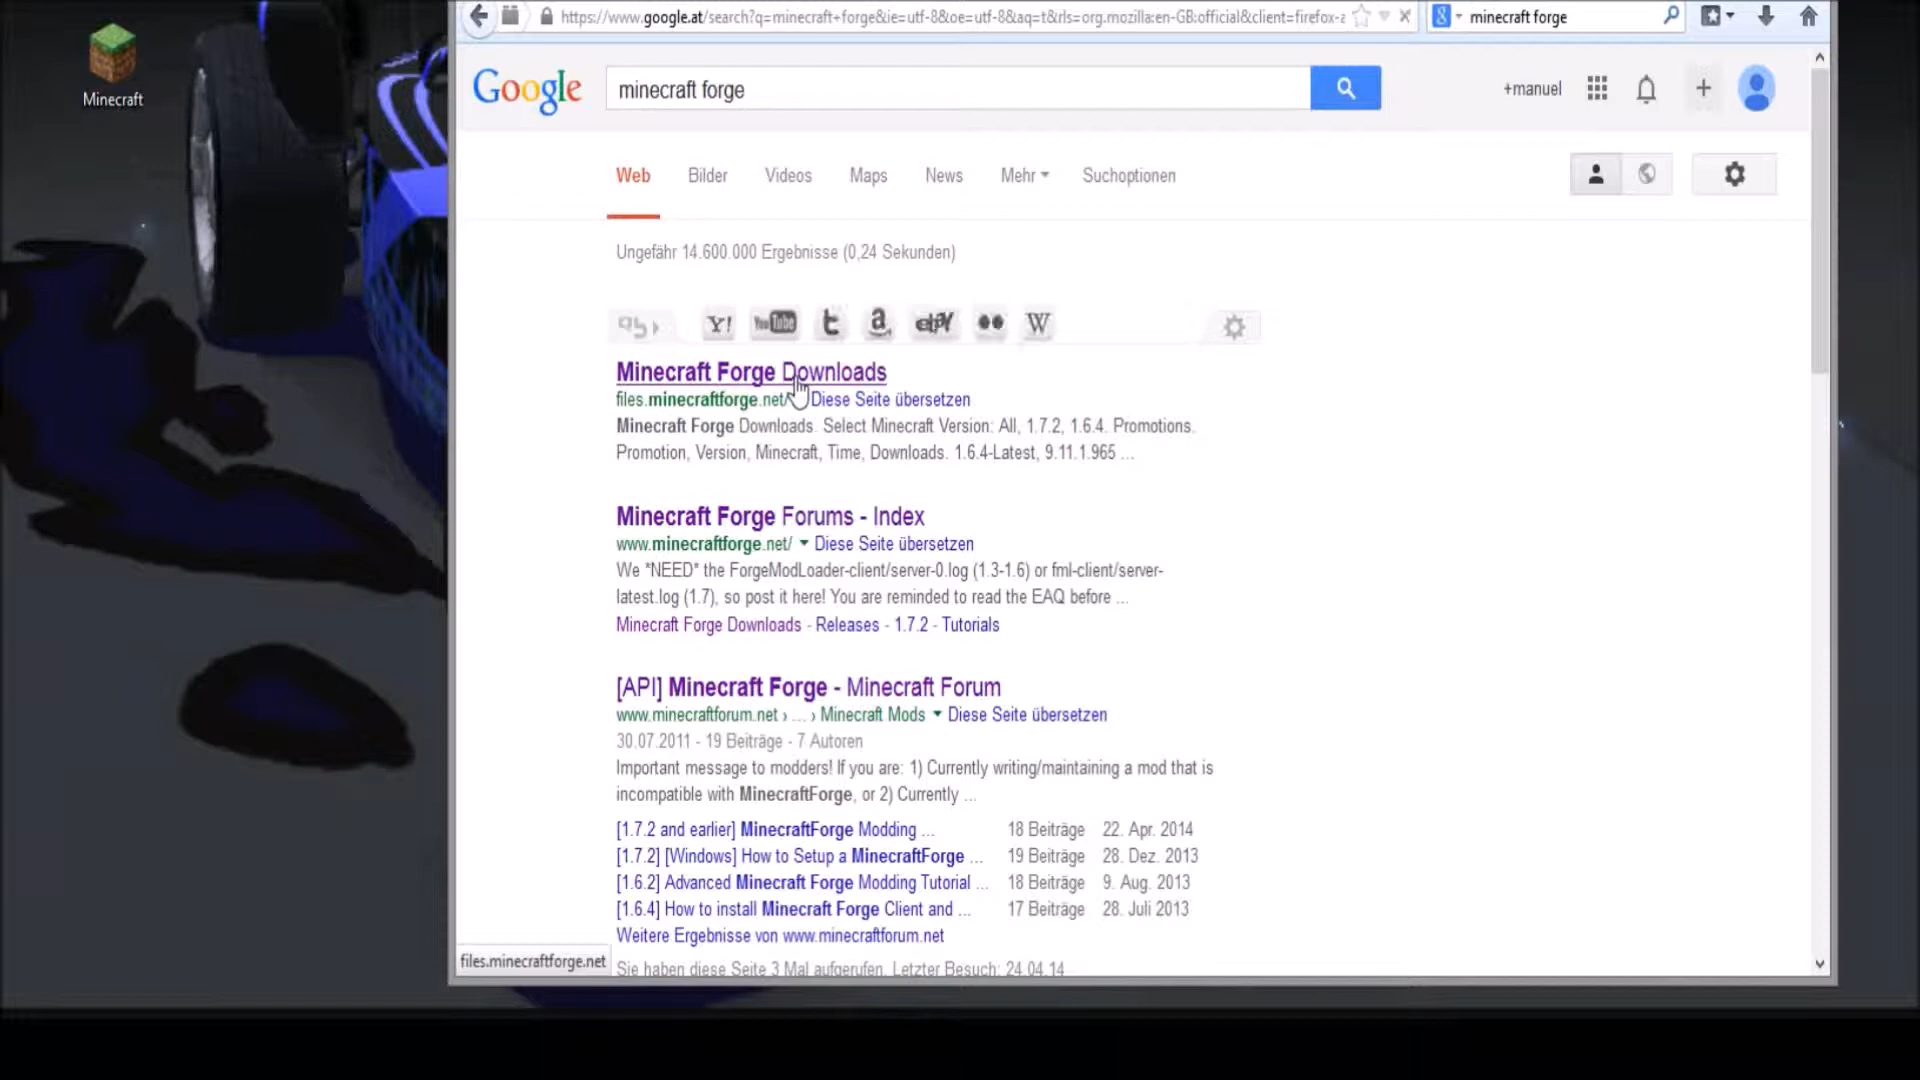 Minecraft
https://www.google.at/search?q=minecraft+forge&ie=utf-8&oe=utf-8&aq=t&rls=org.mozilla:en-GB:official&client=firefox-a
minecraft forge
Google
minecraft forge
+manuel
Web Bilder Videos Maps News Mehr Suchoptionen
Ungefähr 14.600.000 Ergebnisse (0,24 Sekunden)
Y! YouTube t a ebay W
Minecraft Forge Downloads
files.minecraftforge.net/ Diese Seite übersetzen
Minecraft Forge Downloads. Select Minecraft Version: All, 1.7.2, 1.6.4. Promotions.
Promotion, Version, Minecraft, Time, Downloads. 1.6.4-Latest, 9.11.1.965 ...
Minecraft Forge Forums - Index
www.minecraftforge.net/ Diese Seite übersetzen
We *NEED* the ForgeModLoader-client/server-0.log (1.3-1.6) or fml-client/server-
latest.log (1.7), so post it here! You are reminded to read the EAQ before ...
Minecraft Forge Downloads - Releases - 1.7.2 - Tutorials
[API] Minecraft Forge - Minecraft Forum
www.minecraftforum.net › ... › Minecraft Mods Diese Seite übersetzen
30.07.2011 - 19 Beiträge - 7 Autoren
Important message to modders! If you are: 1) Currently writing/maintaining a mod that is
incompatible with MinecraftForge, or 2) Currently ...
[1.7.2 and earlier] MinecraftForge Modding ... 18 Beiträge 22. Apr. 2014
[1.7.2] [Windows] How to Setup a MinecraftForge ... 19 Beiträge 28. Dez. 2013
[1.6.2] Advanced Minecraft Forge Modding Tutorial ... 18 Beiträge 9. Aug. 2013
[1.6.4] How to install Minecraft Forge Client and ... 17 Beiträge 28. Juli 2013
Weitere Ergebnisse von www.minecraftforum.net
files.minecraftforge.net
Sie haben diese Seite 3 Mal aufgerufen. Letzter Besuch: 24.04.14